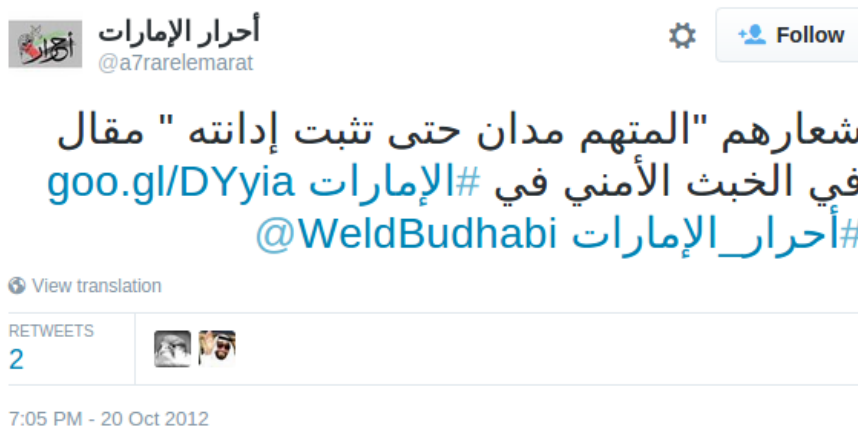 أحرار الإمارات
@a7rarelemarat
Follow
شعارهم "المتهم مدان حتى تثبت إدانته " مقال
في الخبث الأمني في #الإمارات goo.gl/DYyia
#أحرار_الإمارات @WeldBudhabi
View translation
RETWEETS
2
7:05 PM - 20 Oct 2012